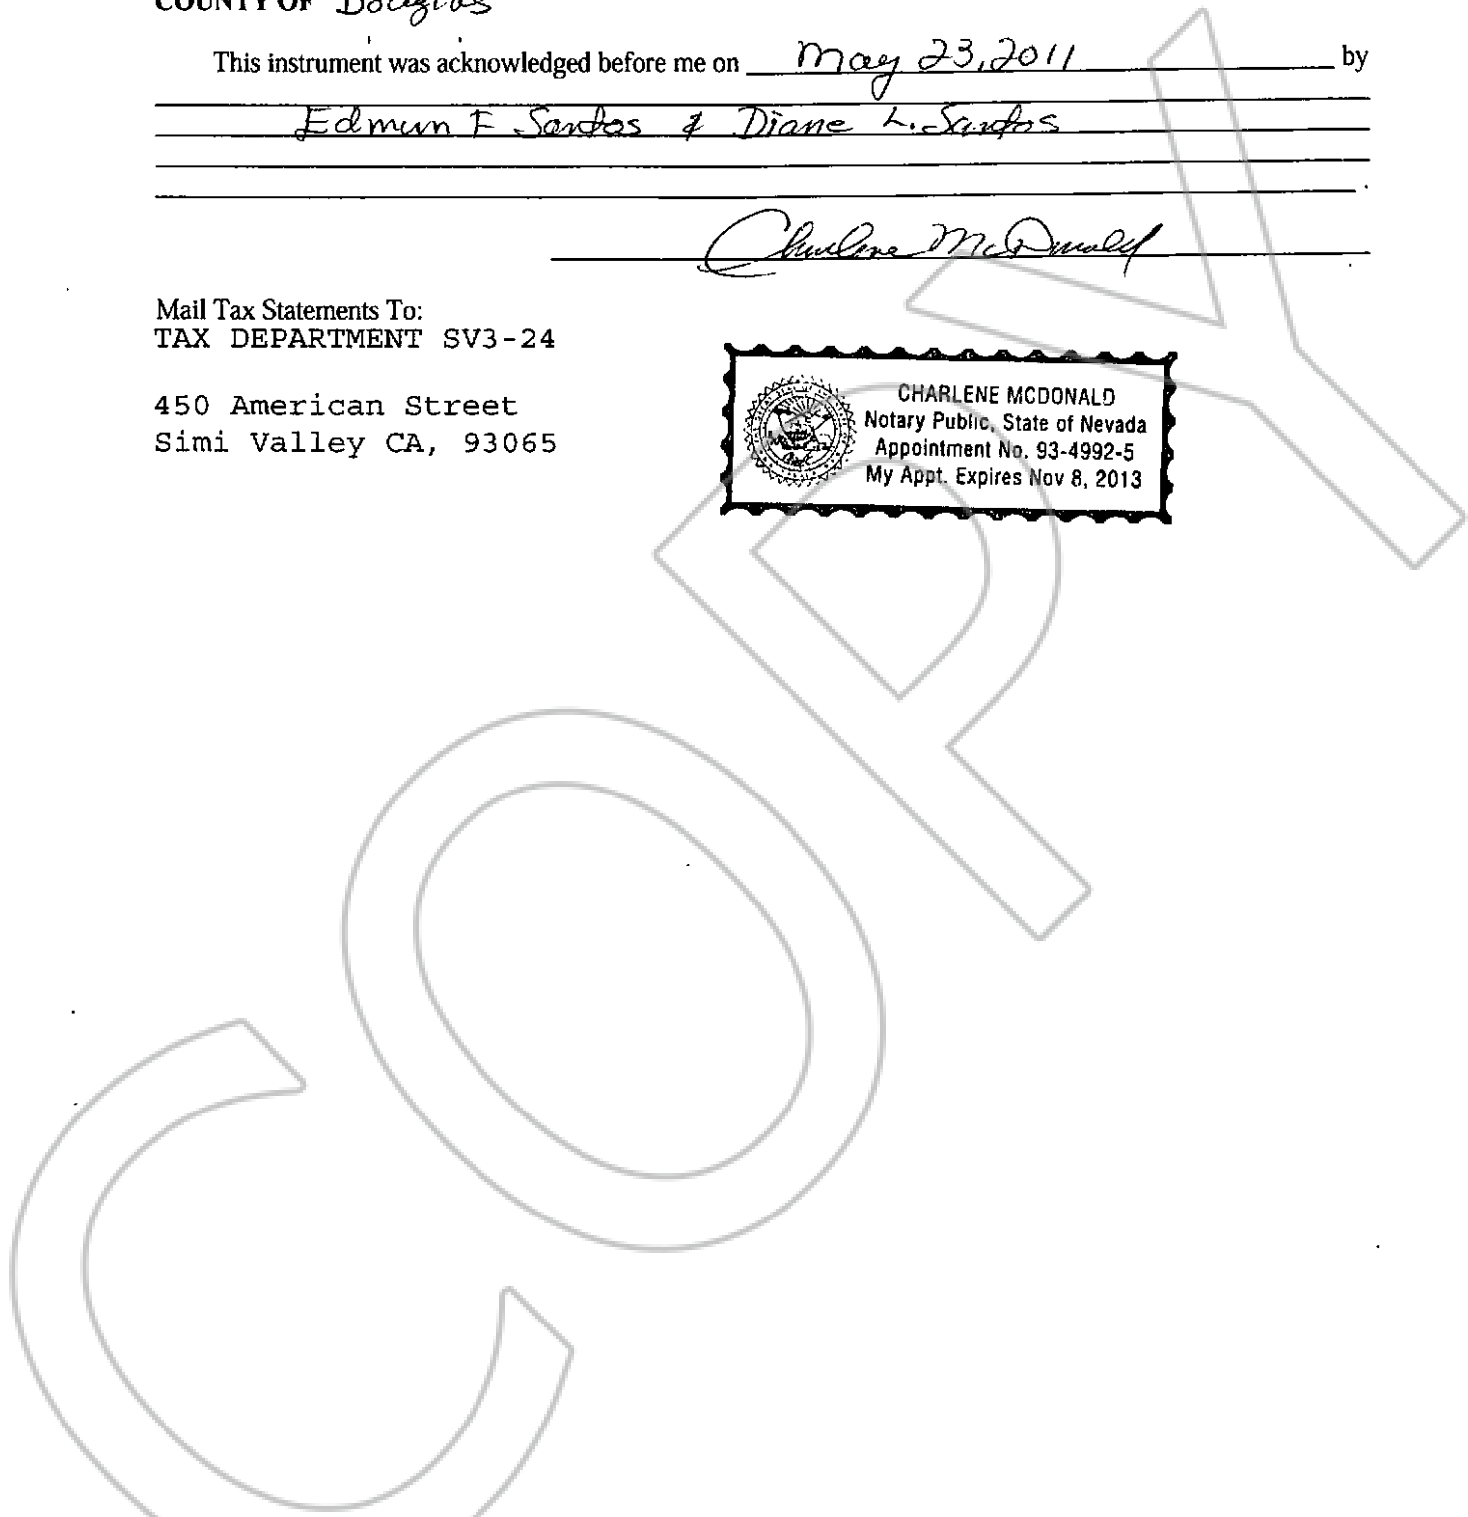 COUNTY OF Douglas
This instrument was acknowledged before me on May 23, 2011 by
Edmun F Santos & Diane L. Santos
Charlene McDonald
Mail Tax Statements To:
TAX DEPARTMENT SV3-24
450 American Street
Simi Valley CA, 93065
CHARLENE MCDONALD
Notary Public, State of Nevada
Appointment No. 93-4992-5
My Appt. Expires Nov 8, 2013
COPY